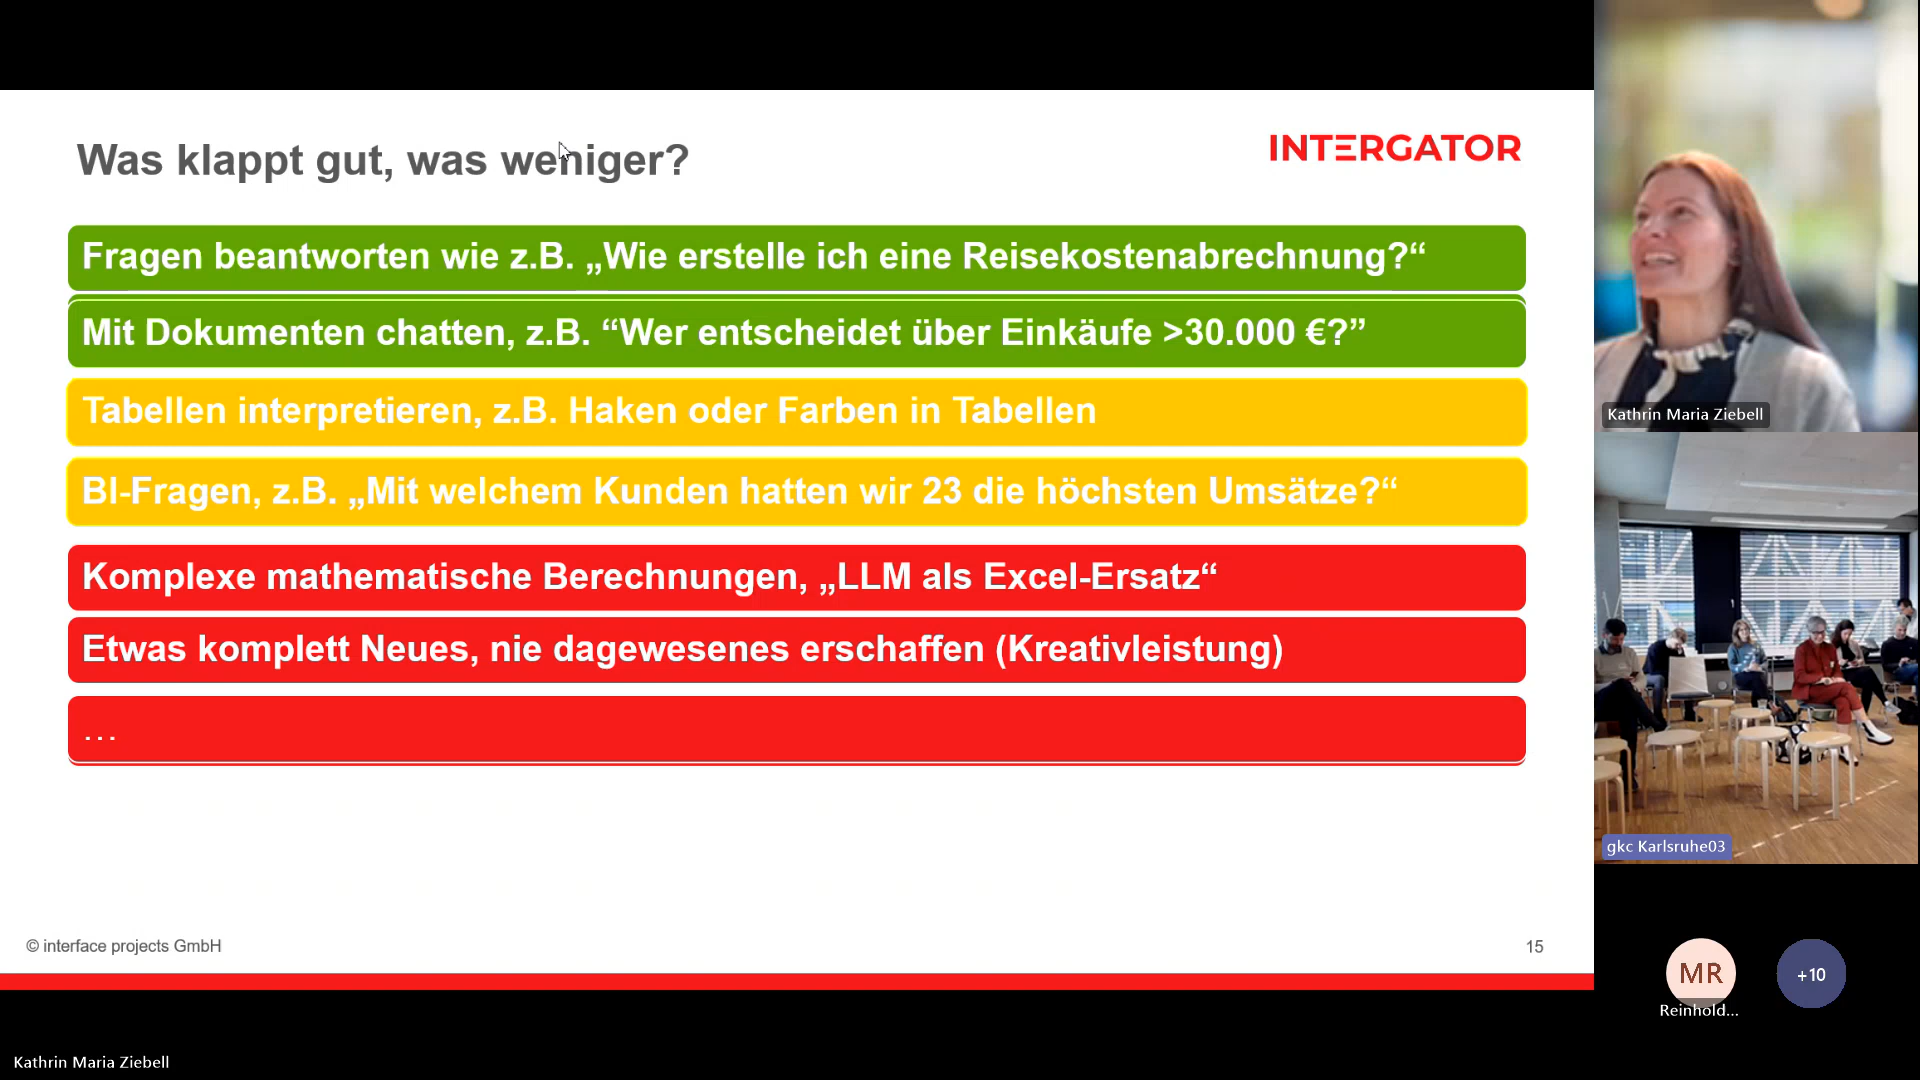 Was klappt gut, was weniger?
INTERGATOR
Fragen beantworten wie z.B. „Wie erstelle ich eine Reisekostenabrechnung?“
Mit Dokumenten chatten, z.B. “Wer entscheidet über Einkäufe >30.000 €?”
Tabellen interpretieren, z.B. Haken oder Farben in Tabellen
BI-Fragen, z.B. „Mit welchem Kunden hatten wir 23 die höchsten Umsätze?“
Komplexe mathematische Berechnungen, „LLM als Excel-Ersatz“
Etwas komplett Neues, nie dagewesenes erschaffen (Kreativleistung)
…
© interface projects GmbH
15
Kathrin Maria Ziebell
gkc Karlsruhe03
MR
+10
Reinhold...
Kathrin Maria Ziebell